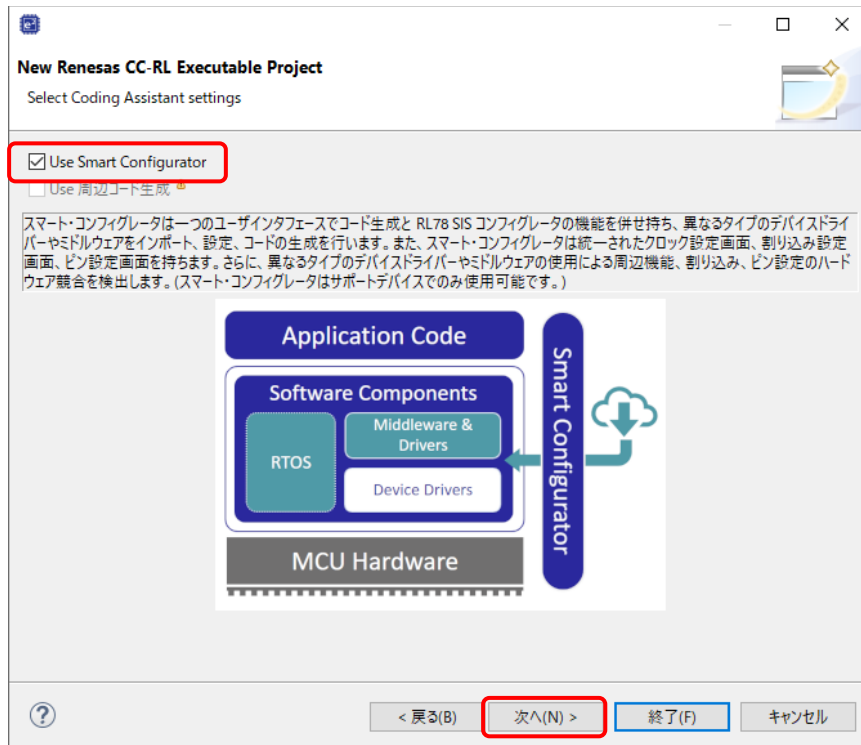 New Renesas CC-RL Executable Project
Select Coding Assistant settings
Use Smart Configurator
Use 周辺コード生成
スマート・コンフィグレータは一つのユーザインタフェースでコード生成と RL78 SIS コンフィグレータの機能を併せ持ち、異なるタイプのデバイスドライ
バーやミドルウェアをインポート、設定、コードの生成を行います。また、スマート・コンフィグレータは統一されたクロック設定画面、割り込み設定
画面、ピン設定画面を持ちます。さらに、異なるタイプのデバイスドライバーやミドルウェアの使用による周辺機能、割り込み、ピン設定のハード
ウェア競合を検出します。(スマート・コンフィグレータはサポートデバイスでのみ使用可能です。)
Application Code
Software Components
RTOS
Middleware &
Drivers
Device Drivers
MCU Hardware
Smart Configurator
< 戻る(B)
次へ(N) >
終了(F)
キャンセル